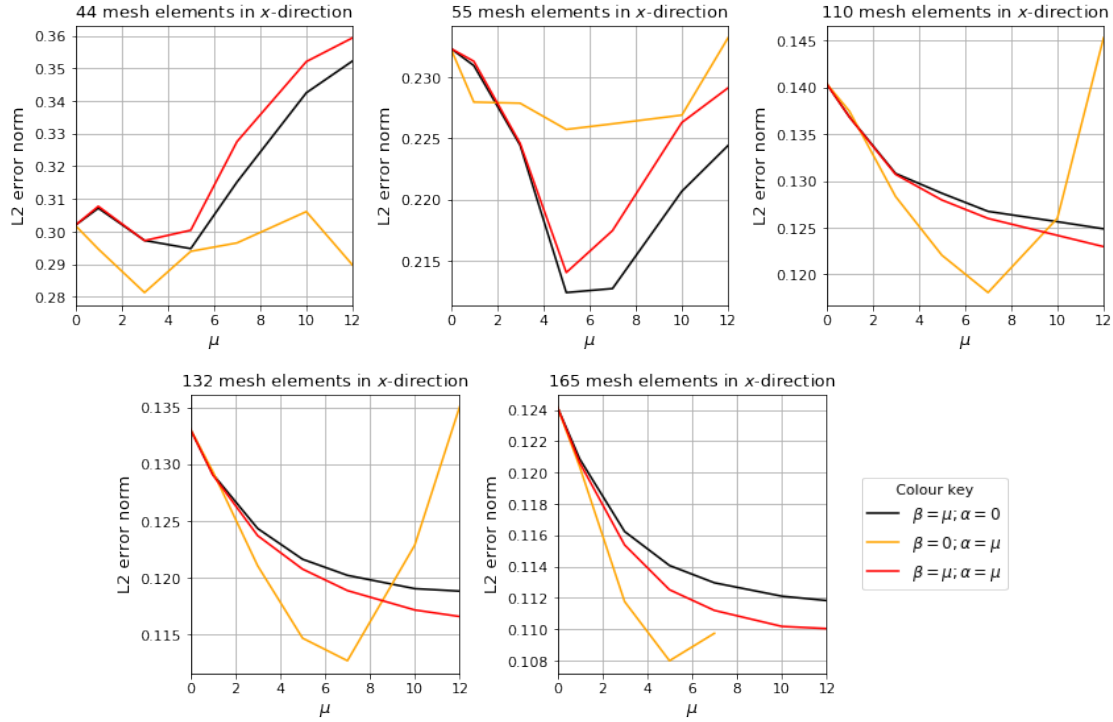 44 mesh elements in x-direction
0.36
0.35
0.34
0.33
0.32
0.31
0.30
0.29
0.28
L2 error norm
0 2 4 6 8 10 12
μ
55 mesh elements in x-direction
0.230
0.225
0.220
0.215
L2 error norm
0 2 4 6 8 10 12
μ
110 mesh elements in x-direction
0.145
0.140
0.135
0.130
0.125
0.120
L2 error norm
0 2 4 6 8 10 12
μ
132 mesh elements in x-direction
0.135
0.130
0.125
0.120
0.115
L2 error norm
0 2 4 6 8 10 12
μ
165 mesh elements in x-direction
0.124
0.122
0.120
0.118
0.116
0.114
0.112
0.110
0.108
L2 error norm
0 2 4 6 8 10 12
μ
Colour key
β = μ; α = 0
β = 0; α = μ
β = μ; α = μ